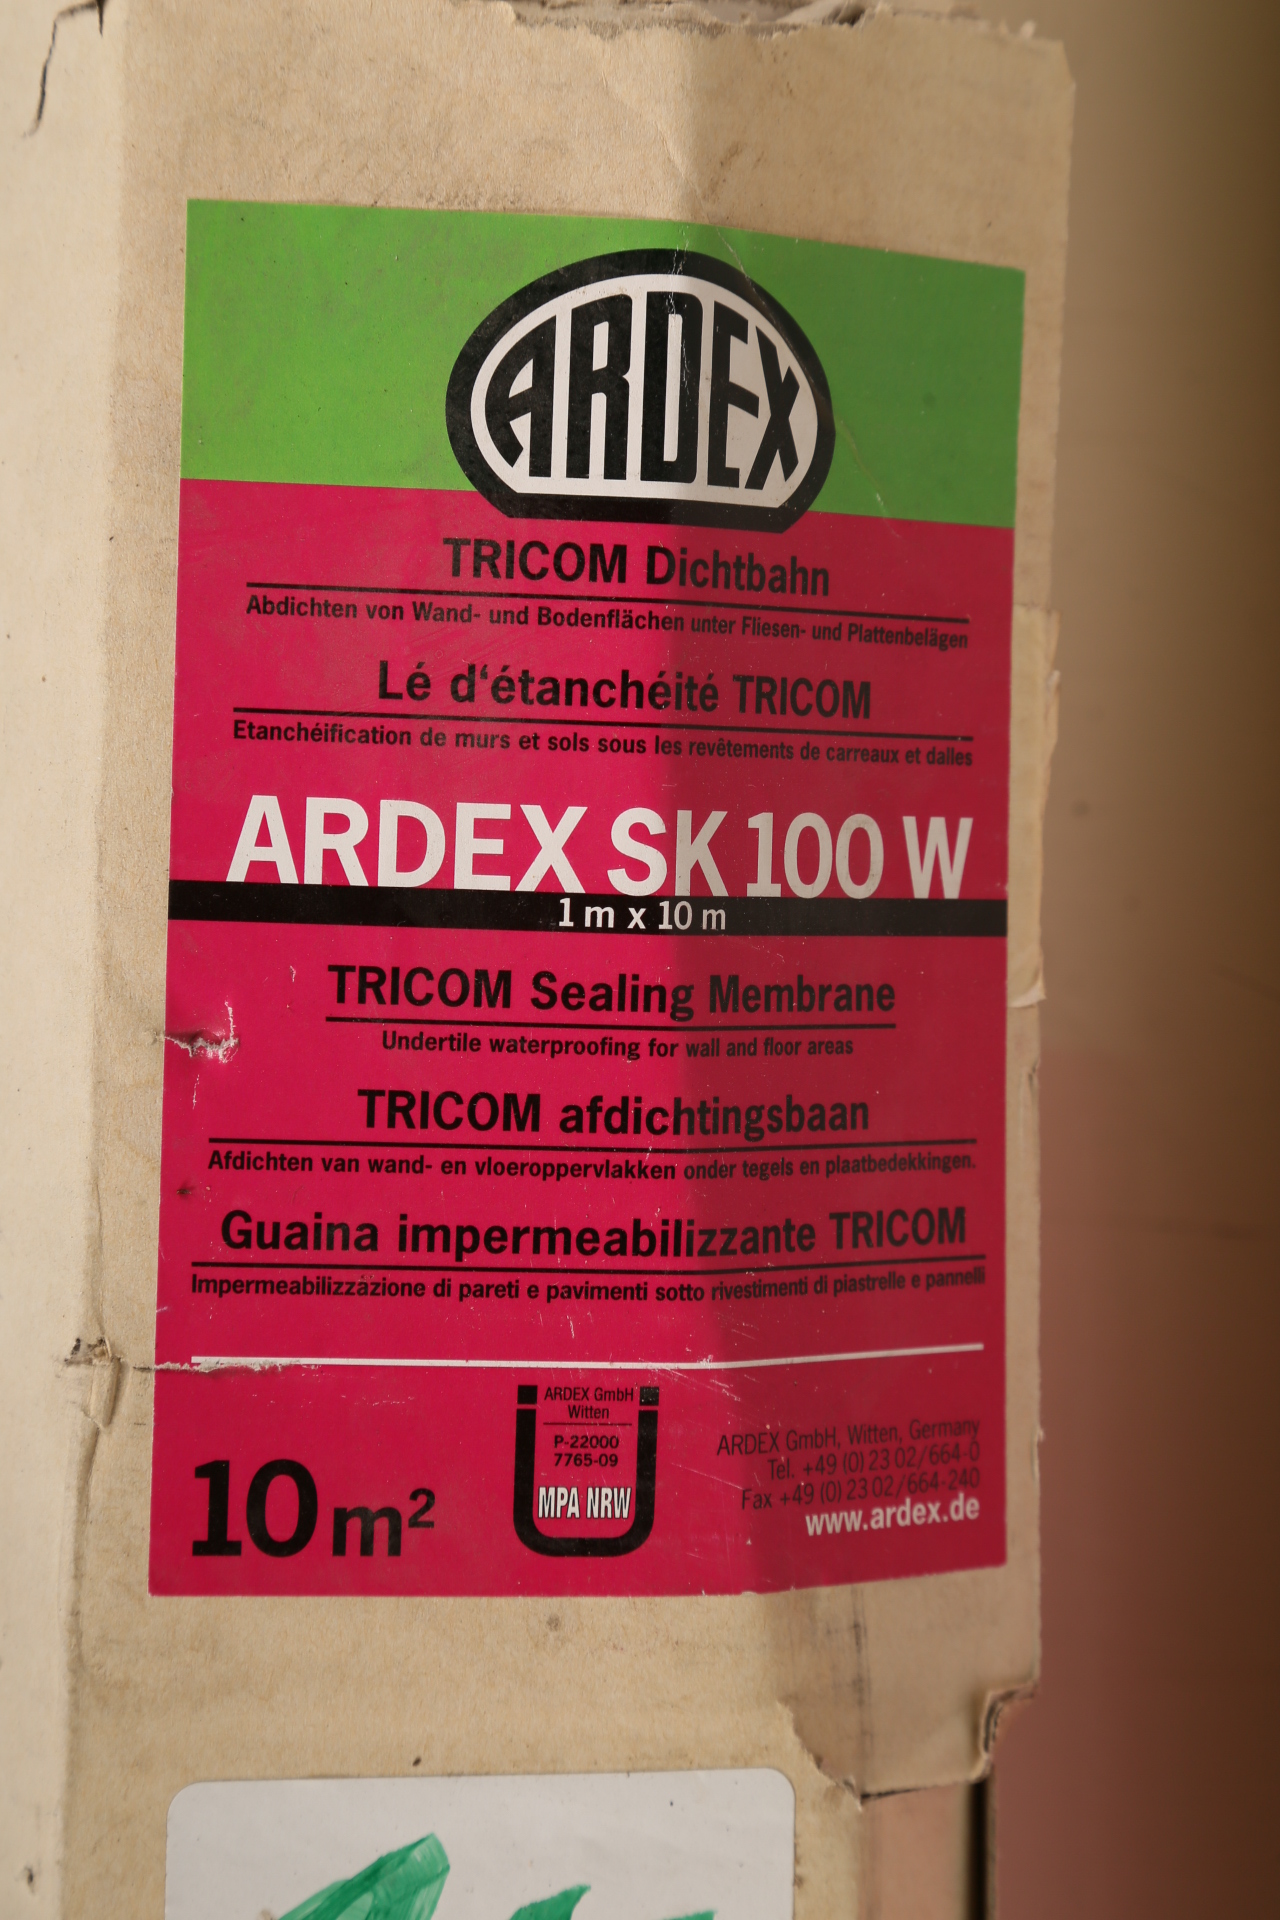 ARDEX
TRICOM Dichtbahn
Abdichten von Wand- und Bodenflächen unter Fliesen- und Plattenbelägen
Lé d‘étanchéité TRICOM
Etanchéification de murs et sols sous les revêtements de carreaux et dalles
ARDEX SK 100 W
1 m x 10 m
TRICOM Sealing Membrane
Undertile waterproofing for wall and floor areas
TRICOM afdichtingsbaan
Afdichten van wand- en vloeroppervlakken onder tegels en plaatbedekkingen.
Guaina impermeabilizzante TRICOM
Impermeabilizzazione di pareti e pavimenti sotto rivestimenti di piastrelle e pannelli
10 m²
ARDEX GmbH
Witten
P-22000
7765-09
MPA NRW
ARDEX GmbH, Witten, Germany
Tel. +49 (0) 23 02/664-0
Fax +49 (0) 23 02/664-240
www.ardex.de